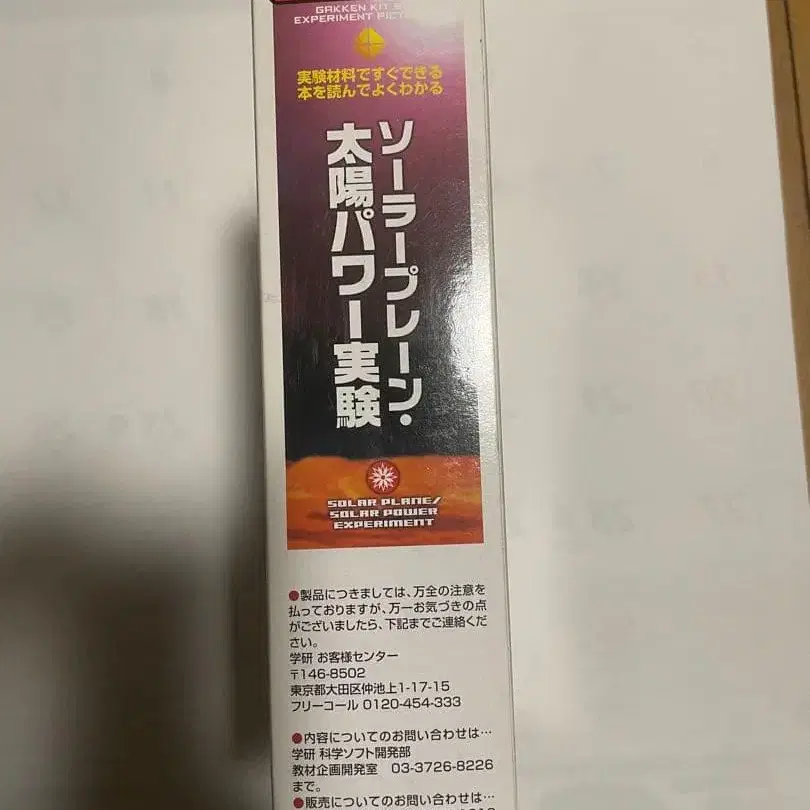 GAKKEN KIT
EXPERIMENT
実験材料ですぐできる
本を読んでよくわかる
ソーラープレーン・
太陽パワー実験
SOLAR PLANE/
SOLAR POWER
EXPERIMENT
●製品につきましては、万全の注意を
払っておりますが、万一お気づきの点
がございましたら、下記までご連絡くだ
さい。
学研 お客様センター
〒146-8502
東京都大田区仲池上1-17-15
フリーコール 0120-454-333
●内容についてのお問い合わせは…
学研 科学ソフト開発部
教材企画開発室 03-3726-8226
まで。
●販売についてのお問い合わせは…